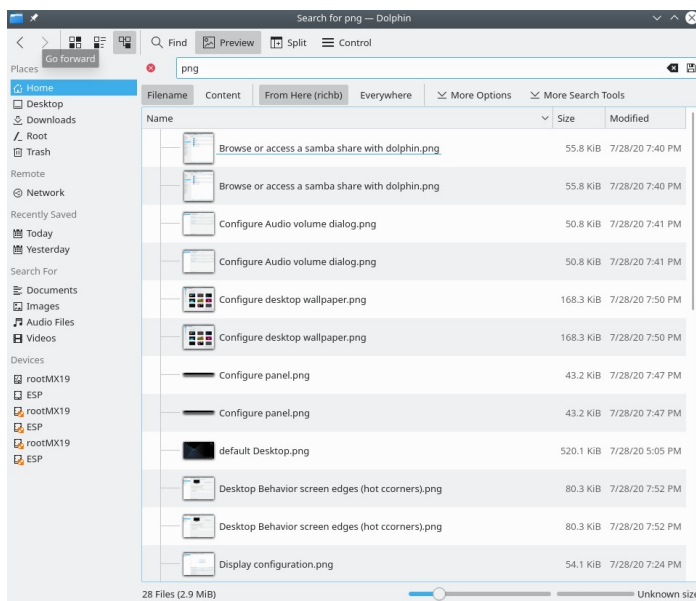 Search for png — Dolphin
Find Preview Split Control
Go forward
Places
png
Home
Desktop
Downloads
Root
Trash
Remote
Network
Recently Saved
Today
Yesterday
Search For
Documents
Images
Audio Files
Videos
Devices
rootMX19
ESP
rootMX19
ESP
rootMX19
ESP
Filename Content From Here (richb) Everywhere More Options More Search Tools
Name Size Modified
Browse or access a samba share with dolphin.png 55.8 KiB 7/28/20 7:40 PM
Browse or access a samba share with dolphin.png 55.8 KiB 7/28/20 7:40 PM
Configure Audio volume dialog.png 50.8 KiB 7/28/20 7:41 PM
Configure Audio volume dialog.png 50.8 KiB 7/28/20 7:41 PM
Configure desktop wallpaper.png 168.3 KiB 7/28/20 7:50 PM
Configure desktop wallpaper.png 168.3 KiB 7/28/20 7:50 PM
Configure panel.png 43.2 KiB 7/28/20 7:47 PM
Configure panel.png 43.2 KiB 7/28/20 7:47 PM
default Desktop.png 520.1 KiB 7/28/20 5:05 PM
Desktop Behavior screen edges (hot ccorners).png 80.3 KiB 7/28/20 7:52 PM
Desktop Behavior screen edges (hot ccorners).png 80.3 KiB 7/28/20 7:52 PM
Display configuration.png 54.1 KiB 7/28/20 7:24 PM
28 Files (2.9 MiB) Unknown size